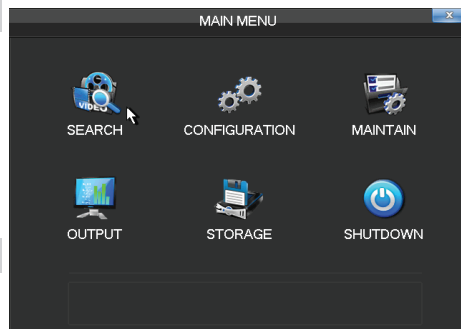 MAIN MENU
x
VIDEO
SEARCH CONFIGURATION MAINTAIN
OUTPUT STORAGE SHUTDOWN